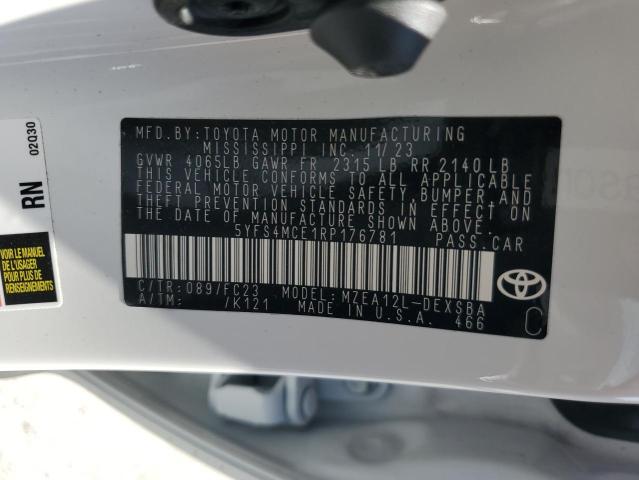 MFD. BY: TOYOTA MOTOR MANUFACTURING
MISSISSIPPI INC. 11/23
GVWR 4065LB GAWR FR 2315 LB RR 2140 LB
THIS VEHICLE CONFORMS TO ALL APPLICABLE
FEDERAL MOTOR VEHICLE SAFETY, BUMPER, AND
THEFT PREVENTION STANDARDS IN EFFECT ON
THE DATE OF MANUFACTURE SHOWN ABOVE.
5YFS4MCE1RP176781 PASS.CAR
C/TR: 089/FC23 MODEL: MZEA12L-DEXSBA
A/TM: /K121 MADE IN U.S.A.
466
C
02Q30
RN
VOIR LE MANUEL
DE L'USAGER
POUR PLUS DE
RENSEIGNEMENTS